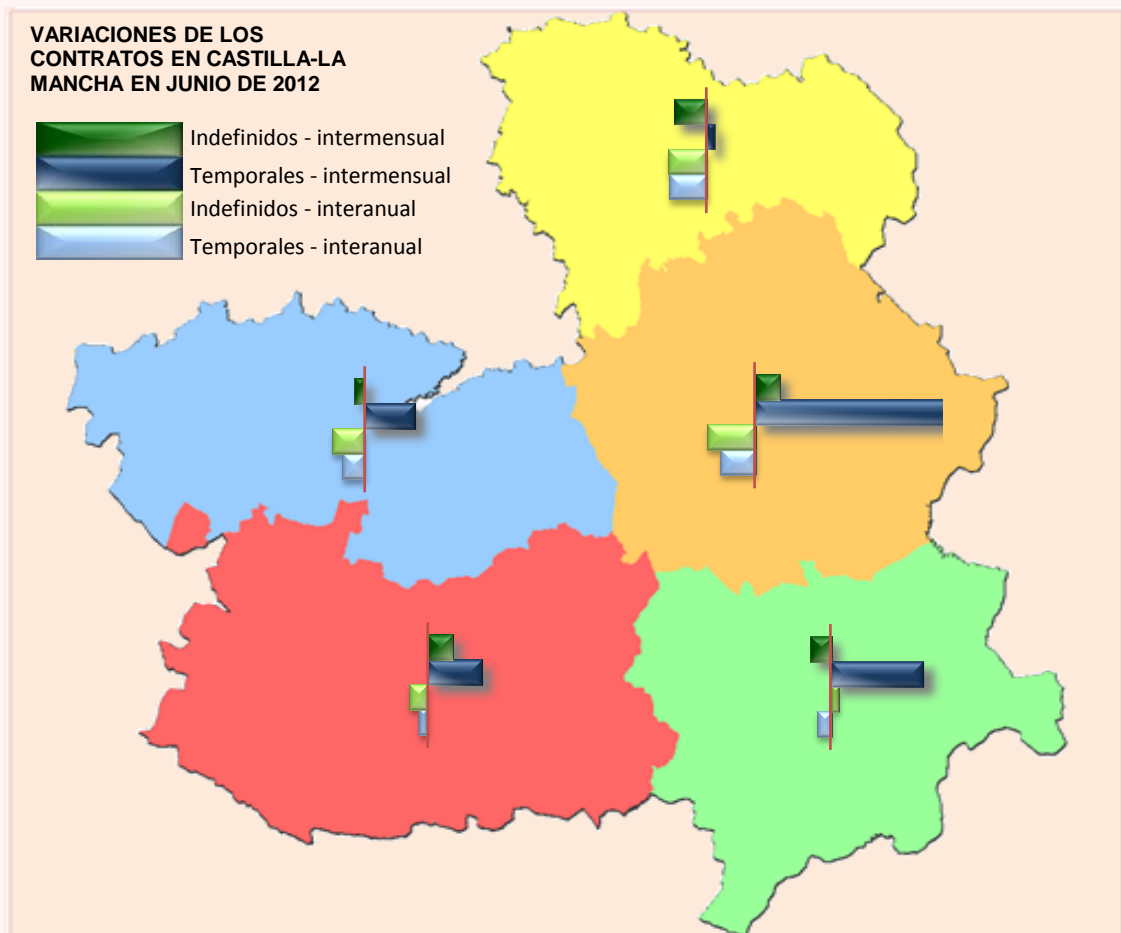 VARIACIONES DE LOS
CONTRATOS EN CASTILLA-LA
MANCHA EN JUNIO DE 2012
Indefinidos - intermensual
Temporales - intermensual
Indefinidos - interanual
Temporales - interanual